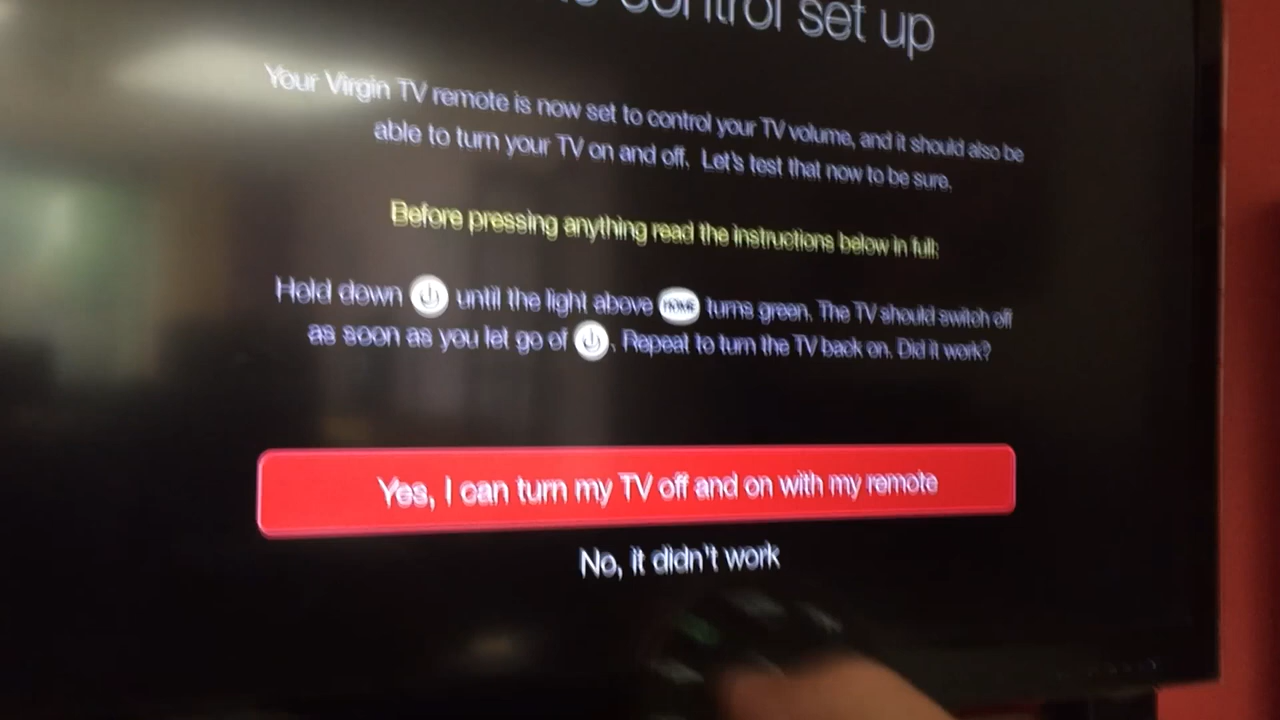 control set up
Your Virgin TV remote is now set to control your TV volume, and it should also be
able to turn your TV on and off. Let's test that now to be sure.
Before pressing anything read the instructions below in full:
Hold down until the light above HOME turns green. The TV should switch off
as soon as you let go of . Repeat to turn the TV back on. Did it work?
Yes, I can turn my TV off and on with my remote
No, it didn't work